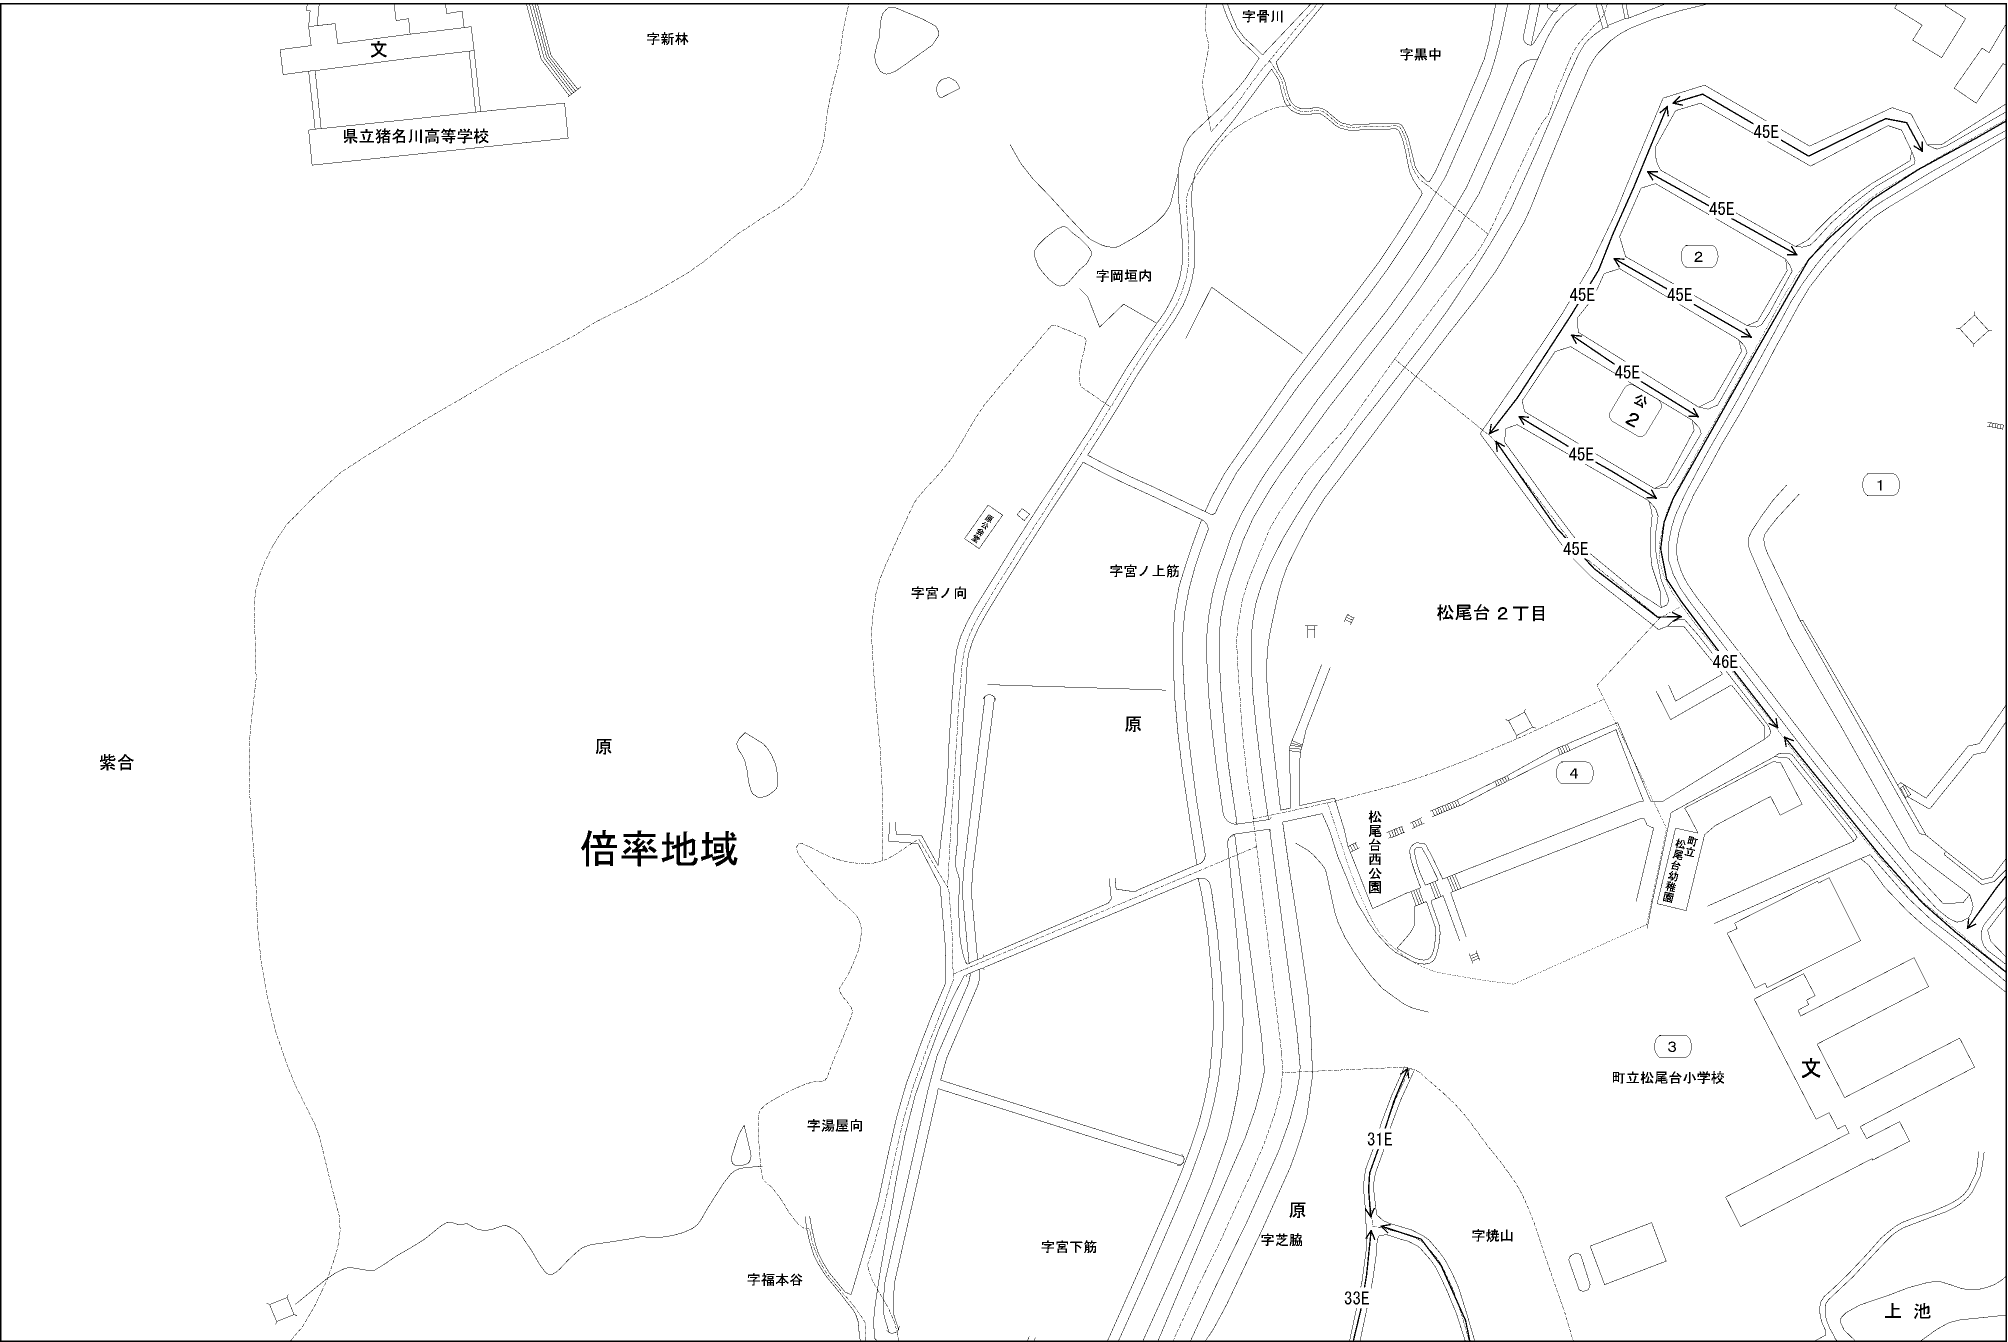 字骨川
字新林
文
字黒中
県立猪名川高等学校
45E
45E
2
字岡垣内
45E
45E
45E
公
2
45E
1
原公会堂
45E
字宮ノ上筋
字宮ノ向
松尾台 2丁目
46E
原
原
紫合
4
倍率地域
松尾台西公園
町立
松尾台幼稚園
3
文
町立松尾台小学校
字湯屋向
31E
原
字芝脇
字焼山
字宮下筋
字福本谷
33E
上 池